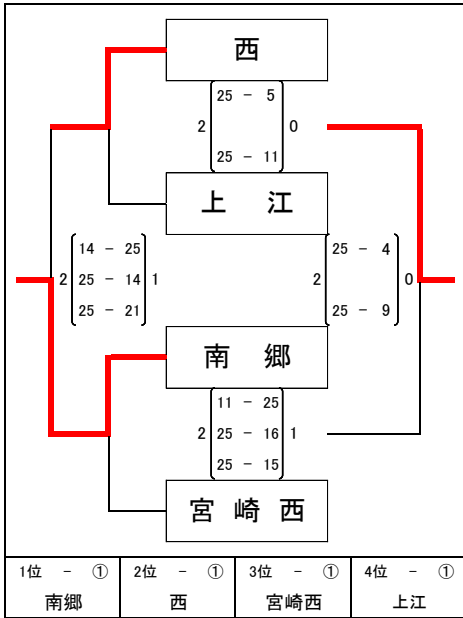 西
25 - 5
2 0
25 - 11
上 江
14 - 25
2 25 - 14 1
25 - 21
25 - 4
2 0
25 - 9
南 郷
11 - 25
2 25 - 16 1
25 - 15
宮 崎 西
1位 - ① 2位 - ① 3位 - ① 4位 - ①
南郷 西 宮崎西 上江